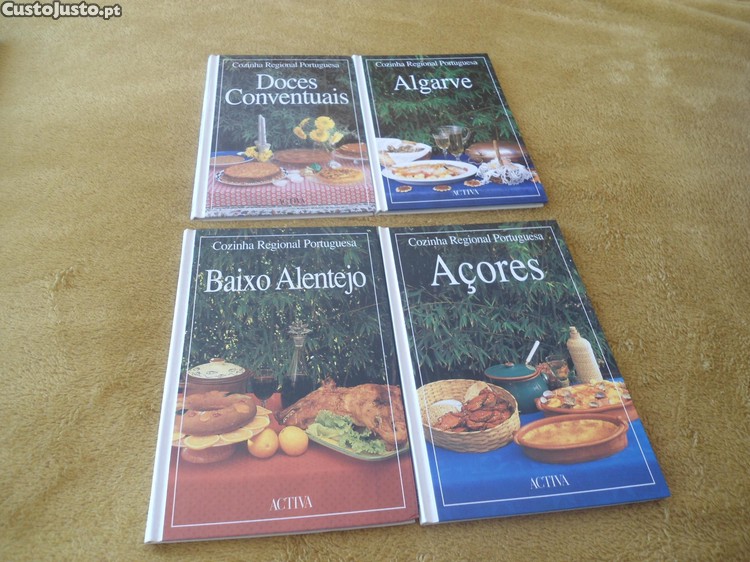 CustoJusto.pt
Cozinha Regional Portuguesa
Doces
Conventuais
ACTIVA
Cozinha Regional Portuguesa
Algarve
ACTIVA
Cozinha Regional Portuguesa
Baixo Alentejo
ACTIVA
Cozinha Regional Portuguesa
Açores
ACTIVA